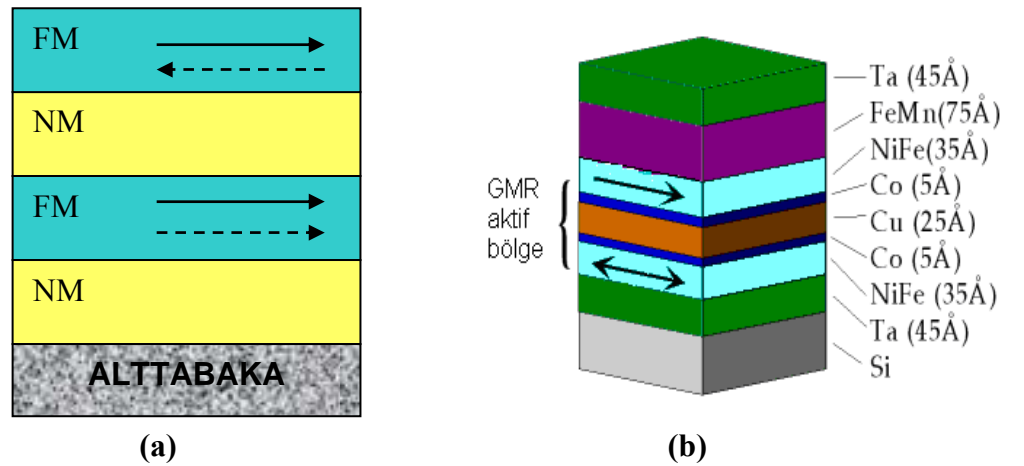 FM
NM
FM
NM
ALTTABAKA
(a)
GMR
aktif
bölge
Ta (45Å)
FeMn(75Å)
NiFe(35Å)
Co (5Å)
Cu (25Å)
Co (5Å)
NiFe (35Å)
Ta (45Å)
Si
(b)